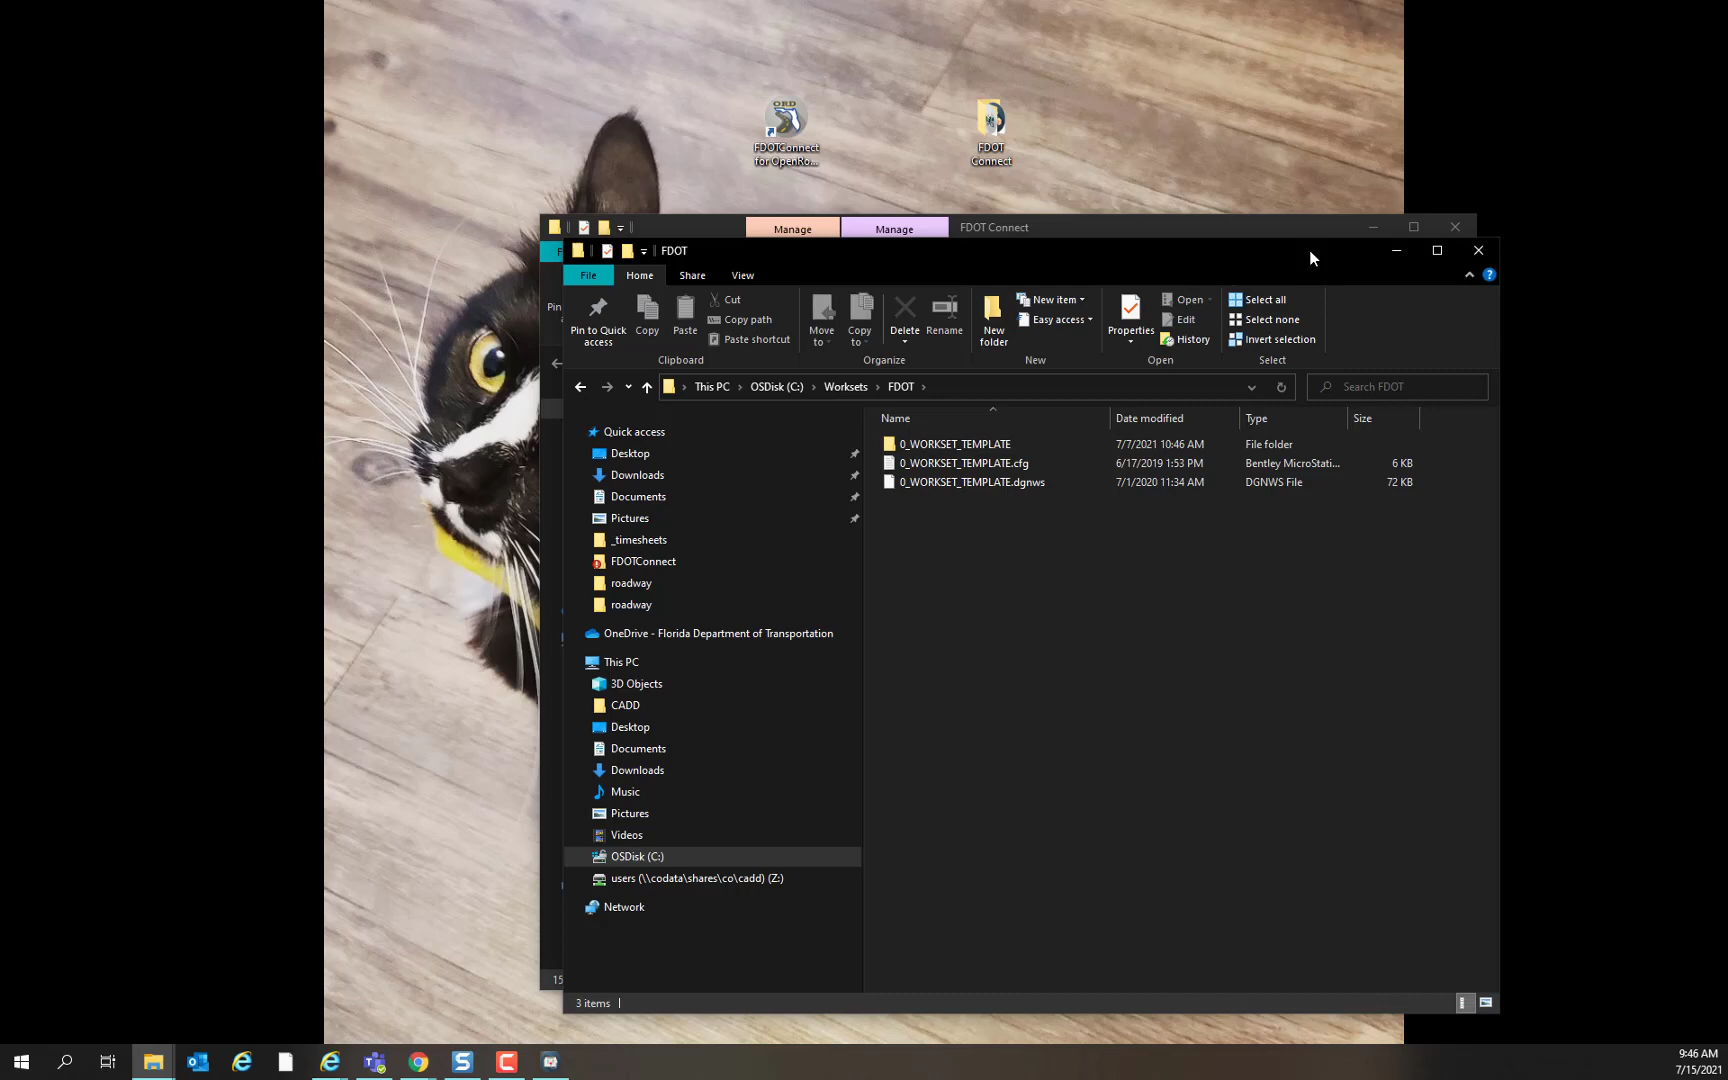 ORD
FDOTConnect
for OpenRo...
FDOT
Connect
Manage
Manage
FDOT Connect
FDOT
File
Home
Share
View
Pin to Quick
access
Copy
Paste
Cut
Copy path
Paste shortcut
Clipboard
Move
to
Copy
to
Delete
Rename
Organize
New
folder
New item
Easy access
New
Properties
Open
Edit
History
Open
Select all
Select none
Invert selection
Select
This PC
OSDisk (C:)
Worksets
FDOT
Search FDOT
Name
Date modified
Type
Size
0_WORKSET_TEMPLATE 7/7/2021 10:46 AM File folder
0_WORKSET_TEMPLATE.cfg 6/17/2019 1:53 PM Bentley MicroStati... 6 KB
0_WORKSET_TEMPLATE.dgnws 7/1/2020 11:34 AM DGNWS File 72 KB
Quick access
Desktop
Downloads
Documents
Pictures
_timesheets
FDOTConnect
roadway
roadway
OneDrive - Florida Department of Transportation
This PC
3D Objects
CADD
Desktop
Documents
Downloads
Music
Pictures
Videos
OSDisk (C:)
users (\\codata\shares\co\cadd) (Z:)
Network
15
3 items
9:46 AM
7/15/2021